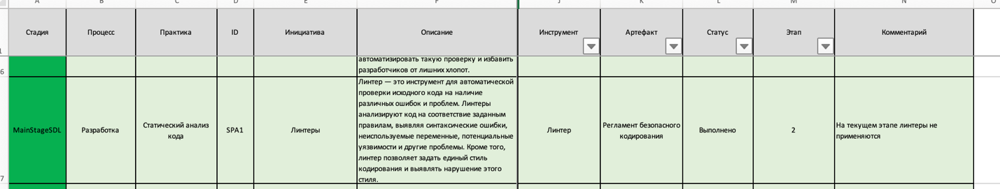 A B C D E F J K L M N O
Стадия Процесс Практика ID Инициатива Описание Инструмент Артефакт Статус Этап Комментарий
1
автоматизировать такую проверку и избавить
6 разработчиков от лишних хлопот.
Линтер — это инструмент для автоматической
проверки исходного кода на наличие
различных ошибок и проблем. Линтеры
анализируют код на соответствие заданным
правилам, выявляя синтаксические ошибки,
неиспользуемые переменные, потенциальные
уязвимости и другие проблемы. Кроме того,
линтер позволяет задать единый стиль
кодирования и выявлять нарушение этого
стиля.
MainStageSDL Разработка
Статический анализ
кода
SPA1 Линтеры
Линтер
Регламент безопасного
кодирования
Выполнено 2
На текущем этапе линтеры не
применяются
7